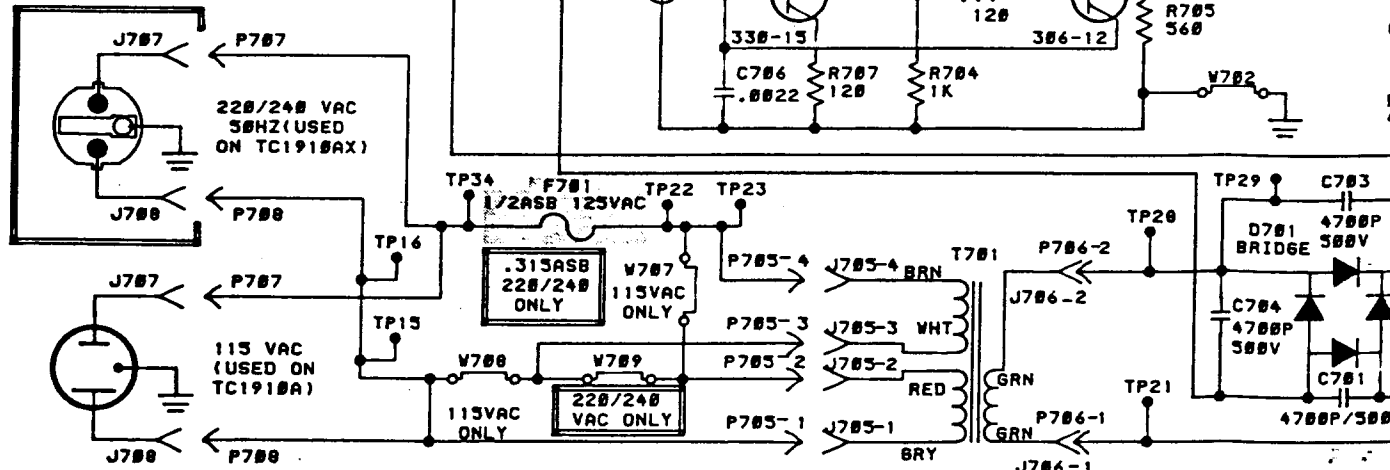 120
R705
560
J707
P707
330-15
306-12
C706
.0022
R707
120
R704
1K
W702
220/240 VAC
50HZ(USED
ON TC1910AX)
J708
P708
TP34
F701
1/2ASB 125VAC
TP22
TP23
TP29
C703
4700P
500V
TP16
TP20
D701
BRIDGE
.315ASB
220/240
ONLY
W707
115VAC
ONLY
P705-4
J705-4
BRN
T701
P706-2
J706-2
J707
P707
C704
4700P
500V
TP15
P705-3
J705-3
WHT
115 VAC
(USED ON
TC1910A)
W708
W709
P705-2
J705-2
RED
GRN
TP21
C701
4700P/500
220/240
VAC ONLY
115VAC
ONLY
P705-1
J705-1
BRY
GRN
P706-1
J706-1
J708
P708